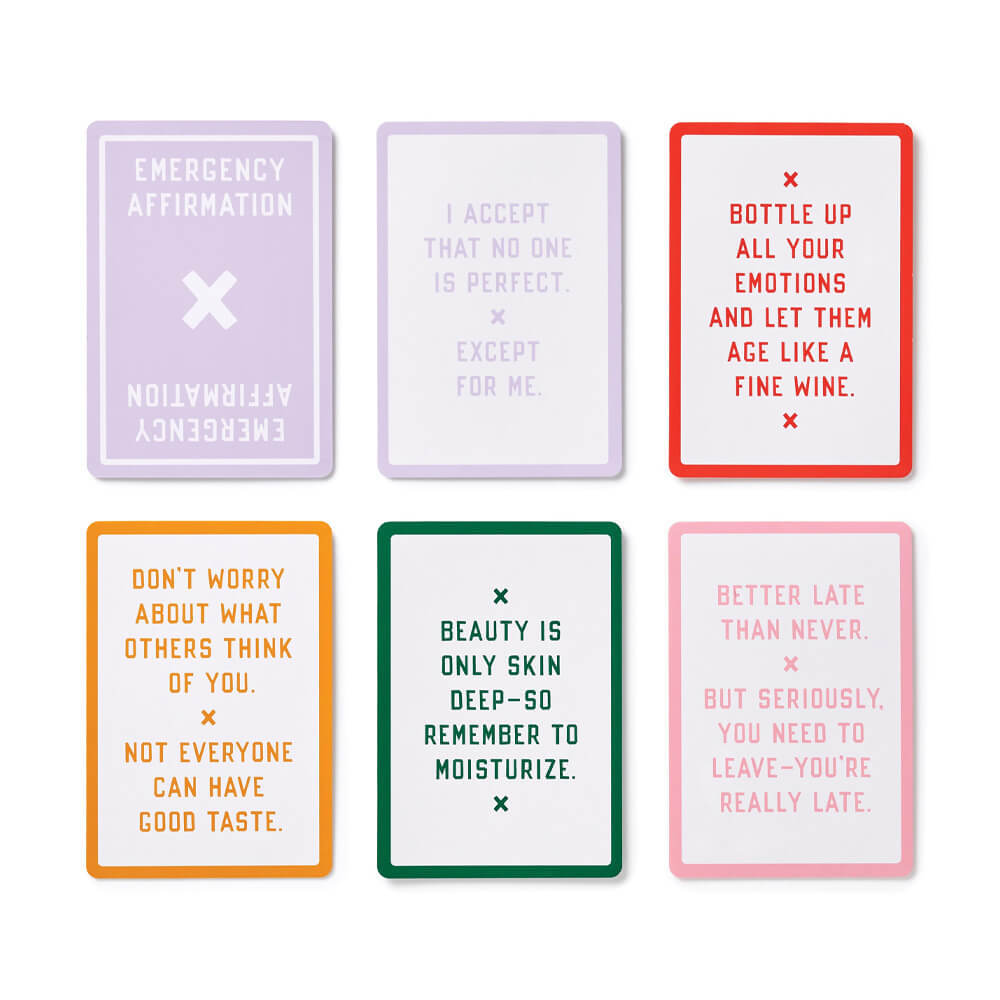 EMERGENCY
AFFIRMATION
X
EMERGENCY
AFFIRMATION
I ACCEPT
THAT NO ONE
IS PERFECT.
X
EXCEPT
FOR ME.
X
BOTTLE UP
ALL YOUR
EMOTIONS
AND LET THEM
AGE LIKE A
FINE WINE.
X
DON'T WORRY
ABOUT WHAT
OTHERS THINK
OF YOU.
X
NOT EVERYONE
CAN HAVE
GOOD TASTE.
X
BEAUTY IS
ONLY SKIN
DEEP–SO
REMEMBER TO
MOISTURIZE.
X
BETTER LATE
THAN NEVER.
X
BUT SERIOUSLY,
YOU NEED TO
LEAVE–YOU'RE
REALLY LATE.